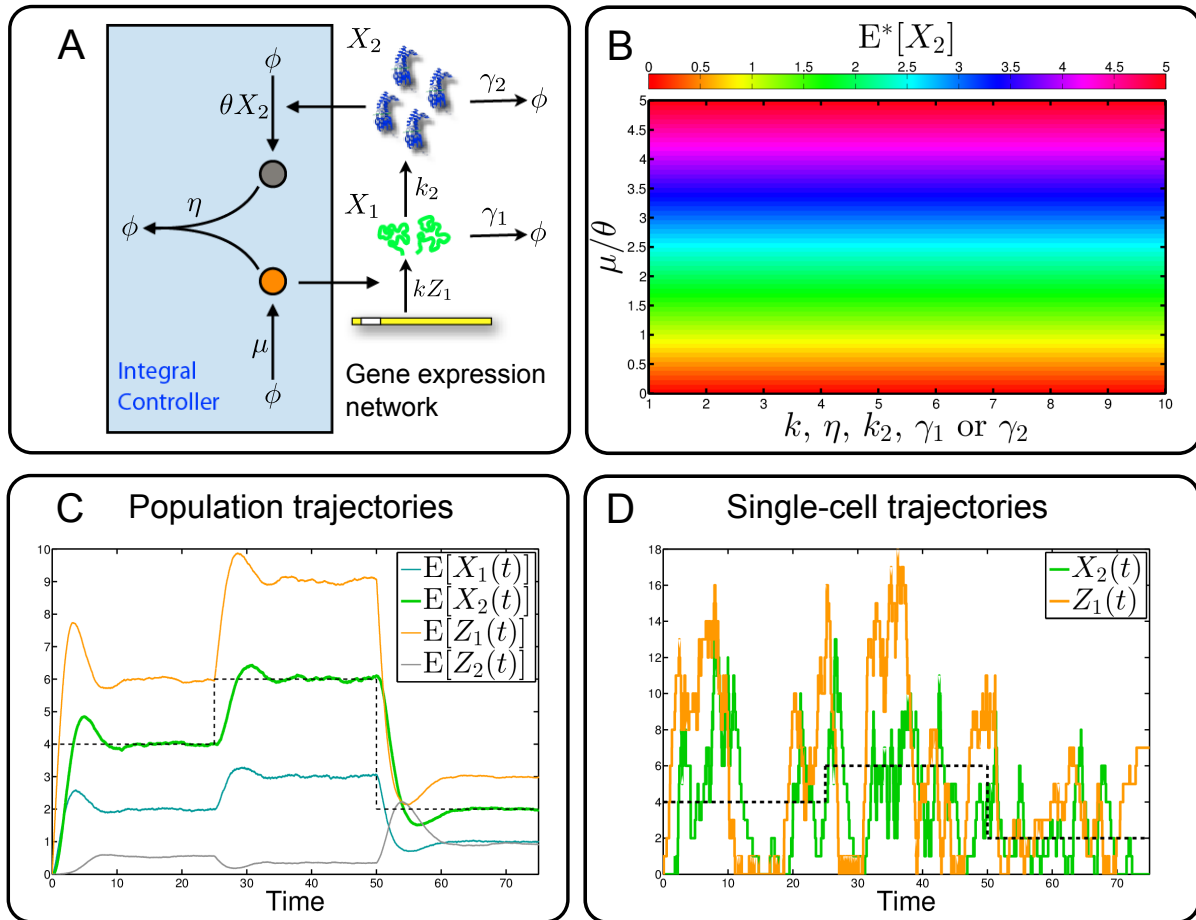 A
ϕ
θX₂
η
ϕ
μ
ϕ
Integral
Controller
X₂
γ₂
ϕ
k₂
X₁
γ₁
ϕ
kZ₁
Gene expression
network
B
E*[X₂]
0 0.5 1 1.5 2 2.5 3 3.5 4 4.5 5
μ/θ
4.5
4
3.5
3
2.5
2
1.5
1
0.5
0
1 2 3 4 5 6 7 8 9 10
k, η, k₂, γ₁ or γ₂
C Population trajectories
10
9
8
7
6
5
4
3
2
1
0
E[X₁(t)]
E[X₂(t)]
E[Z₁(t)]
E[Z₂(t)]
0 10 20 30 40 50 60 70
Time
D Single-cell trajectories
18
16
14
12
10
8
6
4
2
0
X₂(t)
Z₁(t)
0 10 20 30 40 50 60 70
Time